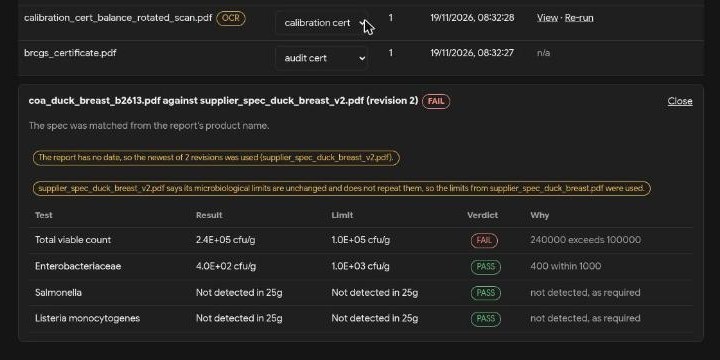 calibration_cert_balance_rotated_scan.pdf OCR calibration cert 1 19/11/2026, 08:32:28 View · Re-run
brcgs_certificate.pdf audit cert 1 19/11/2026, 08:32:27 n/a
coa_duck_breast_b2613.pdf against supplier_spec_duck_breast_v2.pdf (revision 2) FAIL Close
The spec was matched from the report's product name.
The report has no date, so the newest of 2 revisions was used (supplier_spec_duck_breast_v2.pdf).
supplier_spec_duck_breast_v2.pdf says its microbiological limits are unchanged and does not repeat them, so the limits from supplier_spec_duck_breast.pdf were used.
Test Result Limit Verdict Why
Total viable count 2.4E+05 cfu/g 1.0E+05 cfu/g FAIL 240000 exceeds 100000
Enterobacteriaceae 4.0E+02 cfu/g 1.0E+03 cfu/g PASS 400 within 1000
Salmonella Not detected in 25g Not detected in 25g PASS not detected, as required
Listeria monocytogenes Not detected in 25g Not detected in 25g PASS not detected, as required